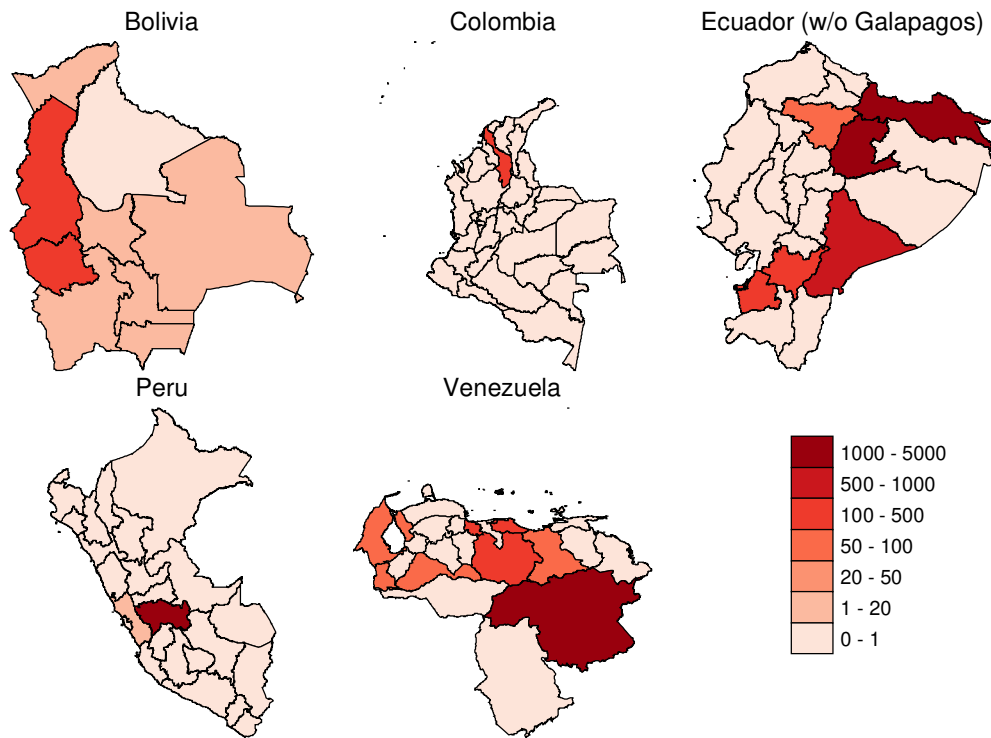 Bolivia
Colombia
Ecuador (w/o Galapagos)
Peru
Venezuela
1000 - 5000
500 - 1000
100 - 500
50 - 100
20 - 50
1 - 20
0 - 1